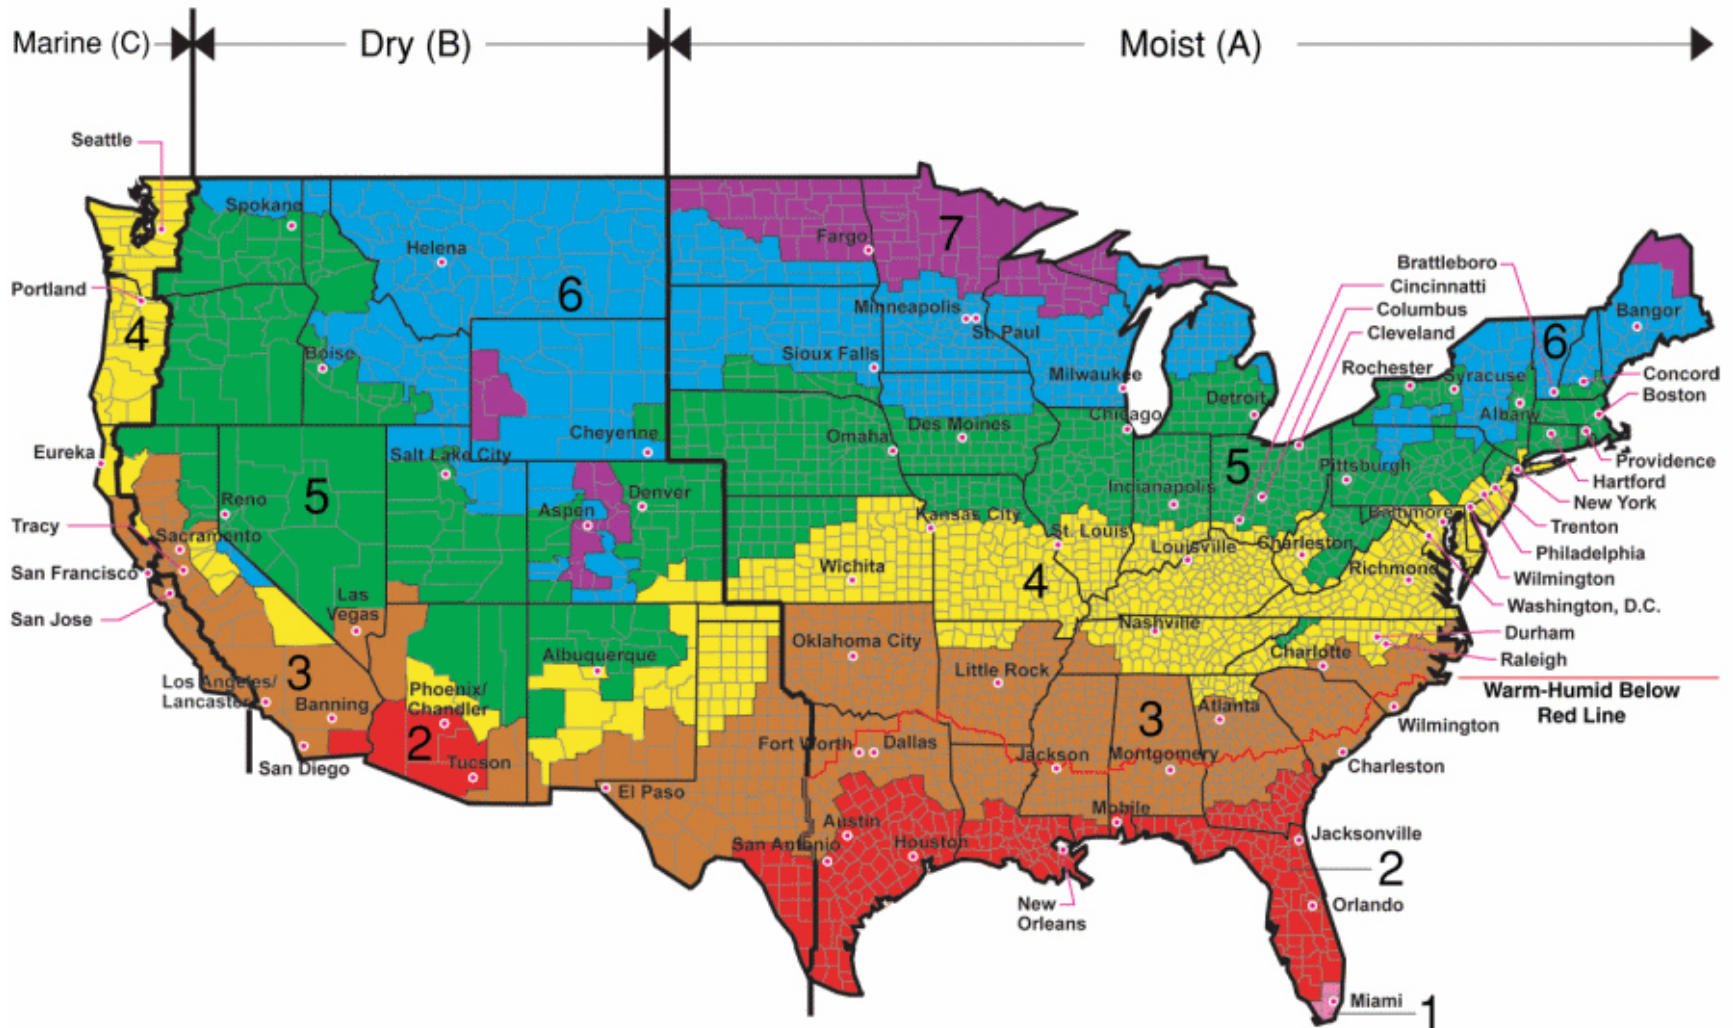 Marine (C)
Dry (B)
Moist (A)
Seattle
Spokane
Helena
Fargo
7
Portland
4
6
Minneapolis
St. Paul
Boise
Sioux Falls
Milwaukee
Brattleboro
Cincinnatti
Columbus
Cleveland
Rochester
Syracuse
6
Bangor
Concord
Boston
Albany
Detroit
Chicago
Eureka
Cheyenne
Omaha
Des Moines
Salt Lake City
Reno
5
Aspen
Denver
Indianapolis
5
Pittsburgh
Providence
Hartford
New York
Trenton
Philadelphia
Wilmington
Washington, D.C.
Baltimore
Tracy
Sacramento
San Francisco
San Jose
Las
Vegas
Kansas City
St. Louis
Louisville
Charleston
Richmond
Wichita
4
Nashville
Durham
Raleigh
Charlotte
Warm-Humid Below
Red Line
3
Los Angeles/
Lancaster
Banning
San Diego
Phoenix/
Chandler
2
Tucson
Albuquerque
Oklahoma City
Little Rock
3
Atlanta
Wilmington
Charleston
El Paso
Fort Worth
Dallas
Jackson
Montgomery
Mobile
Austin
San Antonio
Houston
New
Orleans
Jacksonville
2
Orlando
Miami
1